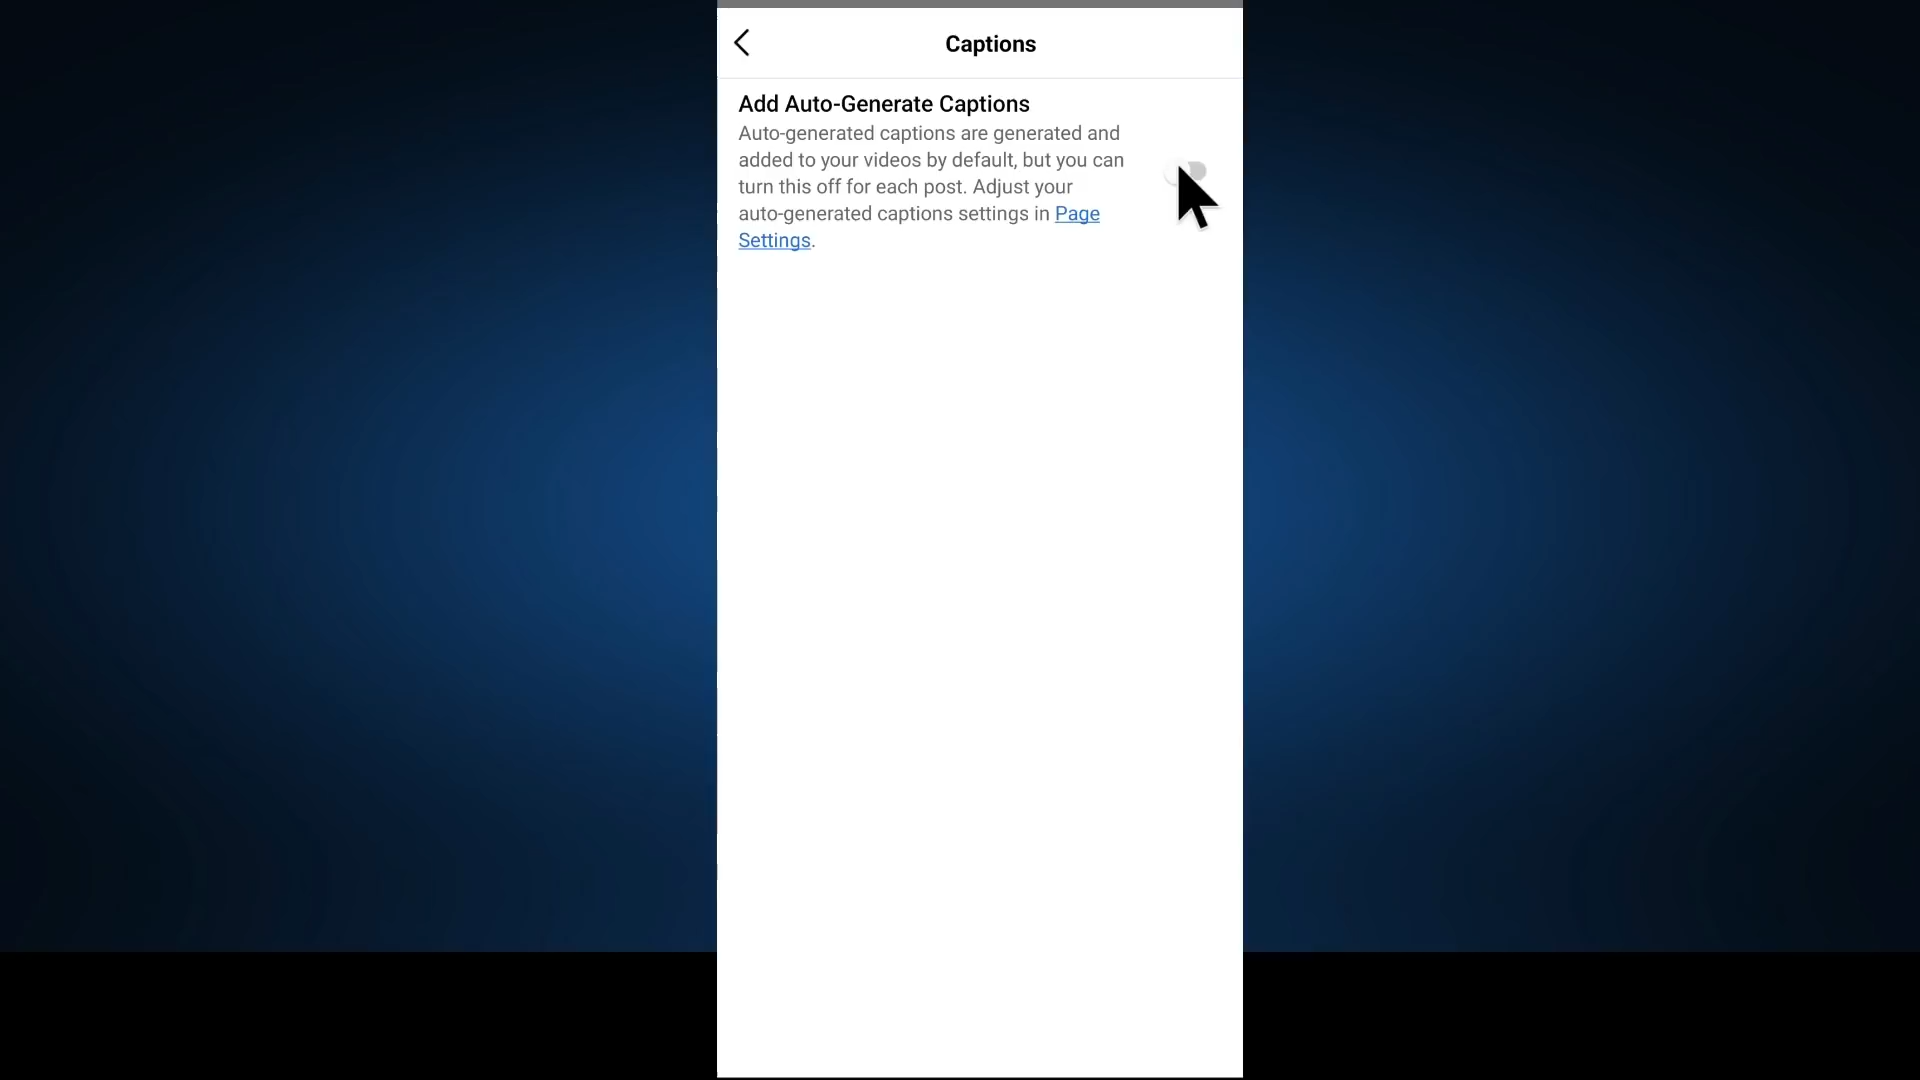 Captions
Add Auto-Generate Captions
Auto-generated captions are generated and
added to your videos by default, but you can
turn this off for each post. Adjust your
auto-generated captions settings in Page
Settings.